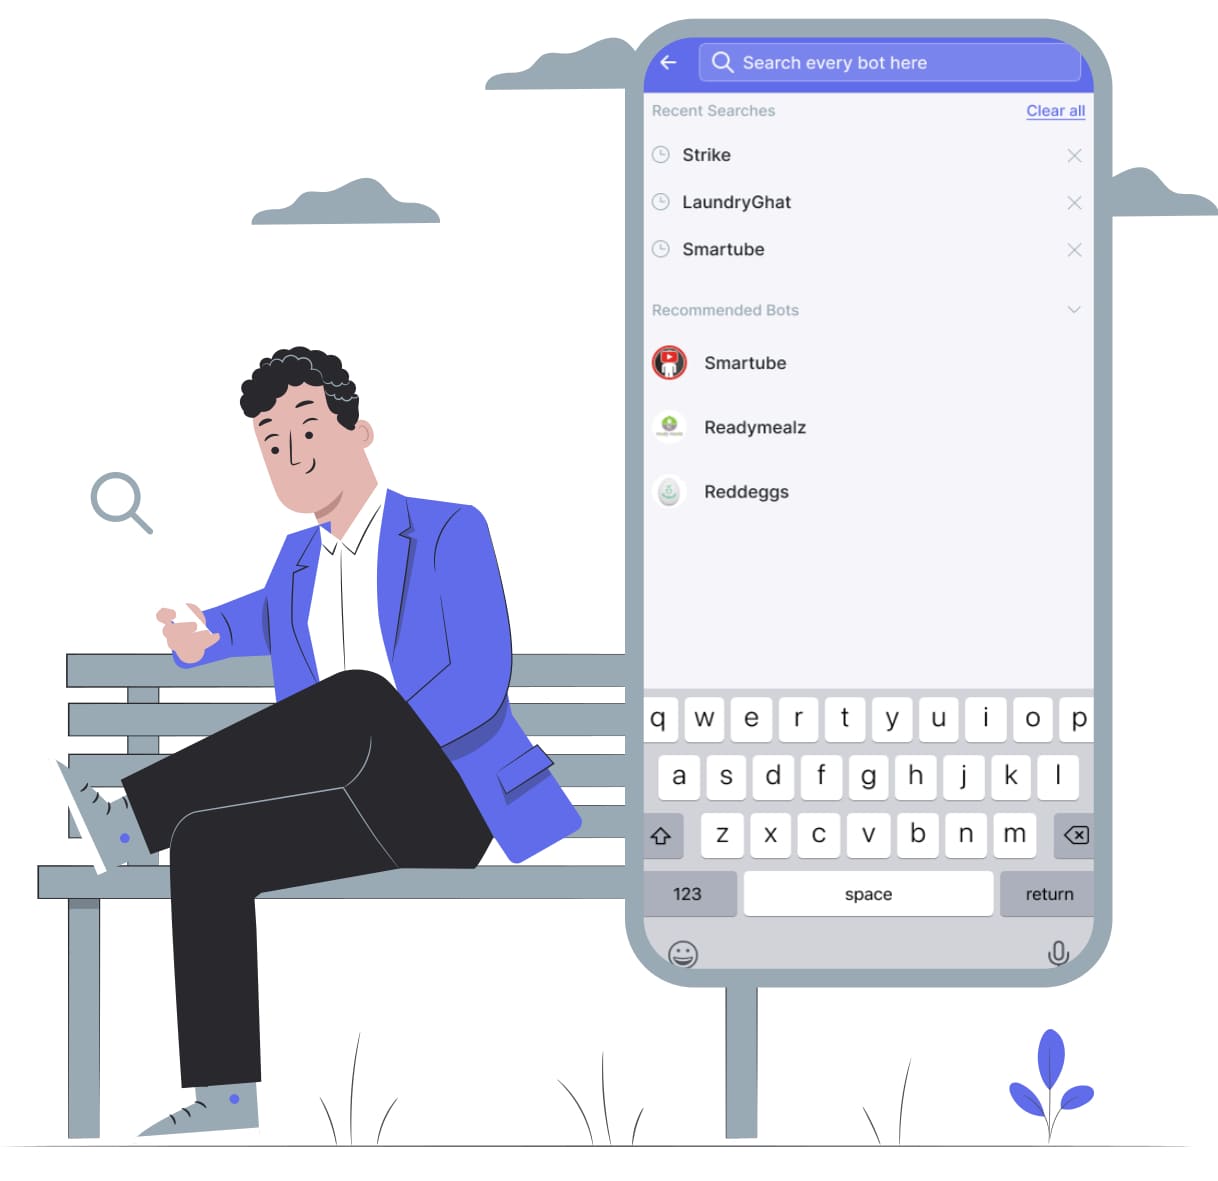 Search every bot here
Recent Searches Clear all
Strike
LaundryGhat
Smartube
Recommended Bots
Smartube
Readymealz
Reddeggs
q w e r t y u i o p
a s d f g h j k l
z x c v b n m
123 space return